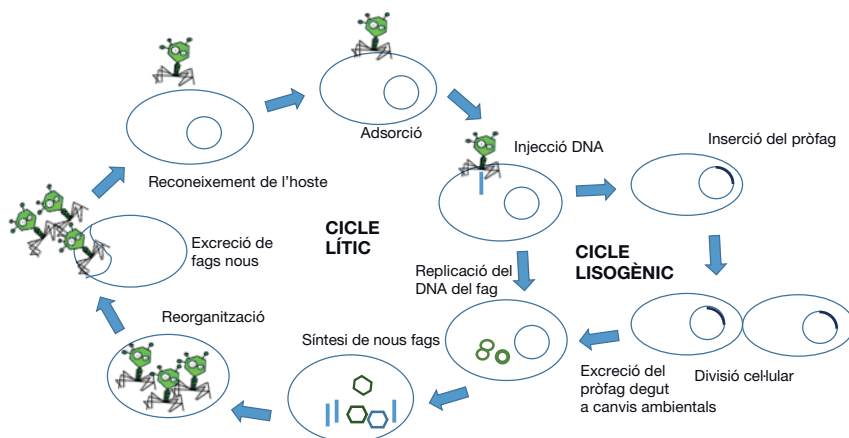 Adsorció
Injecció DNA
Inserció del pròfag
Reconeixement de l'hoste
CICLE
LÍTIC
Excreció de
fags nous
CICLE
LISOGÈNIC
Replicació del
DNA del fag
Reorganització
Síntesi de nous fags
Excreció del
pròfag degut
a canvis ambientals
Divisió cel·lular